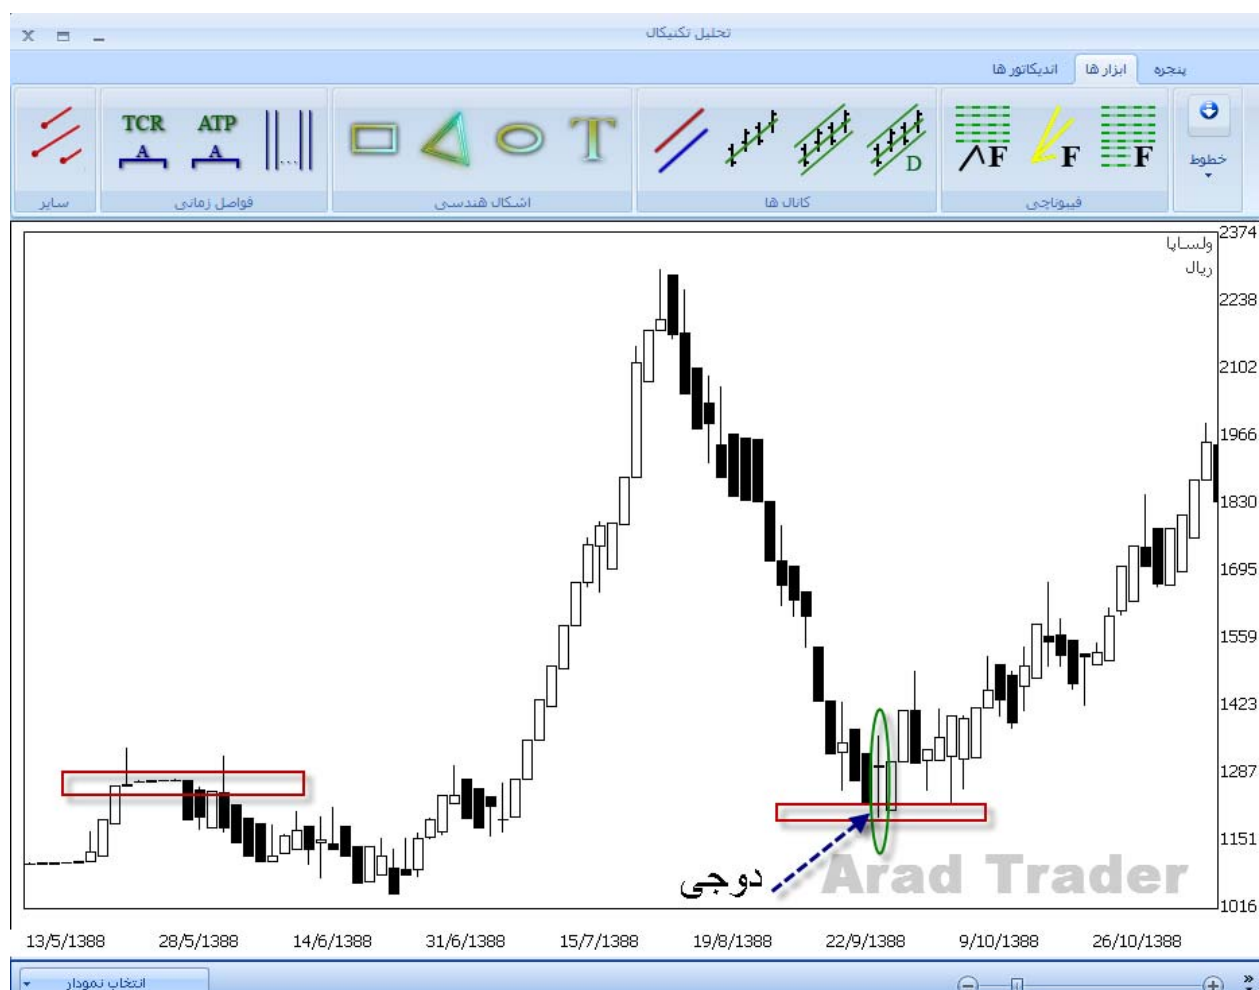 تحلیل تکنیکال
پنجره ابزار ها اندیکاتور ها
خطوط
F F F
D
T
ATP TCR
A A
فیبوناچی کانال ها اشکال هندسی فواصل زمانی سایر
ولساپا
ریال
2374
2238
2102
1966
1830
1695
1559
1423
1287
1151
1016
دوجی
Arad Trader
13/5/1388 28/5/1388 14/6/1388 31/6/1388 15/7/1388 19/8/1388 22/9/1388 9/10/1388 26/10/1388
انتخاب نمودار